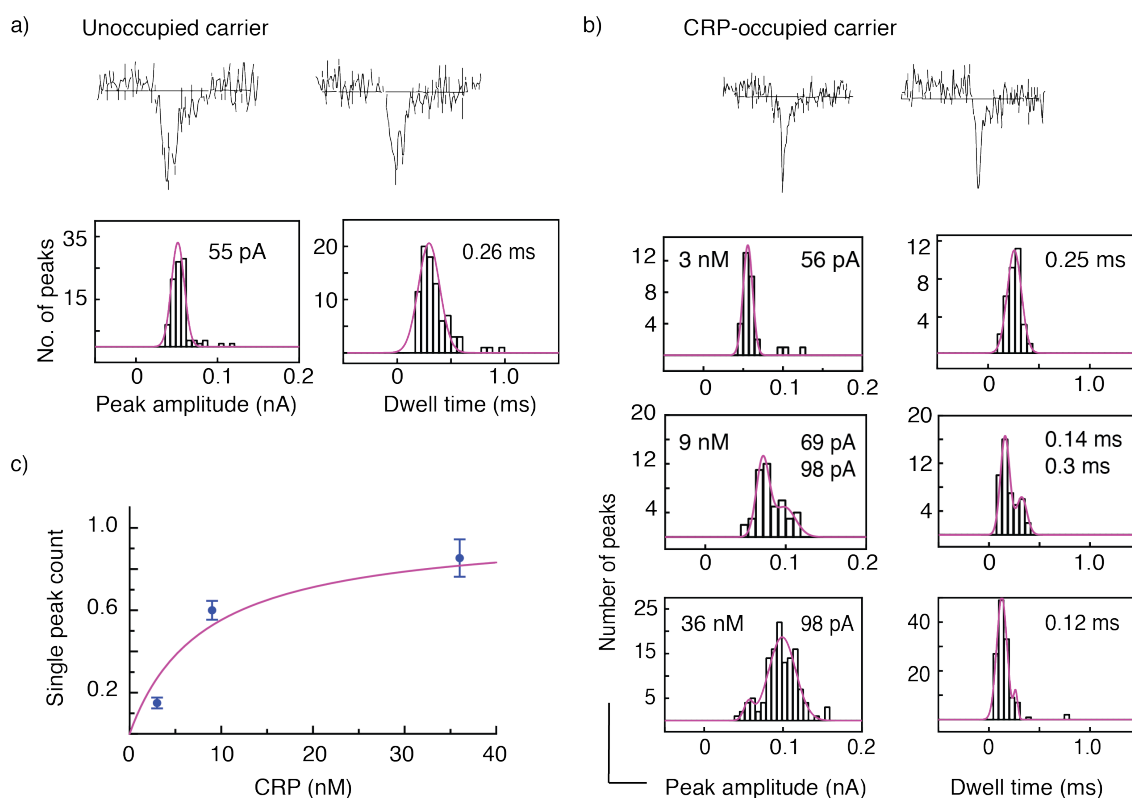 a)
Unoccupied carrier
35
15
No. of peaks
55 pA
0
0.1
0.2
Peak amplitude (nA)
20
10
0
0.26 ms
0
1.0
Dwell time (ms)
b)
CRP-occupied carrier
12
8
4
3 nM
56 pA
0
0.1
0.2
12
8
4
0.25 ms
0
1.0
20
12
4
9 nM
69 pA
98 pA
0
0.1
0.2
20
12
4
0.14 ms
0.3 ms
0
1.0
Number of peaks
25
15
5
36 nM
98 pA
0
0.1
0.2
Peak amplitude (nA)
40
20
0
0.12 ms
0
1.0
Dwell time (ms)
c)
Single peak count
1.0
0.6
0.2
0
10
20
30
40
CRP (nM)